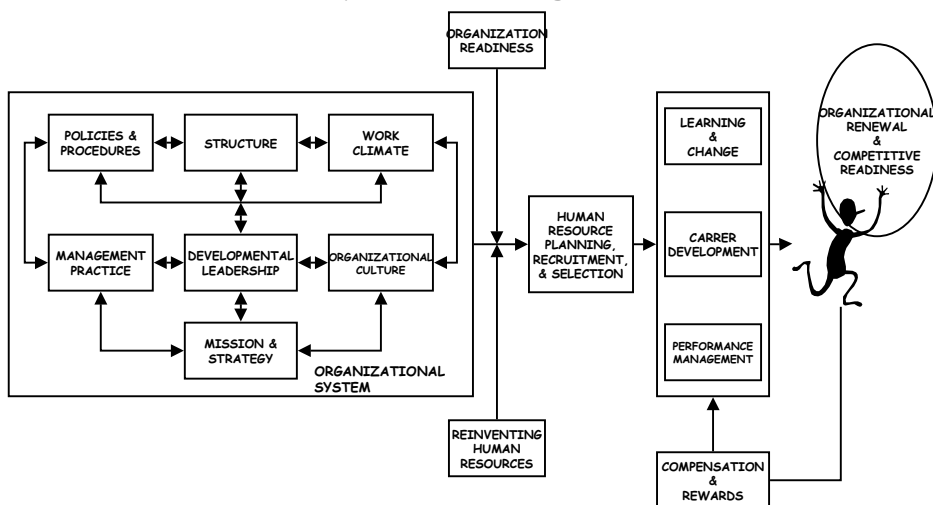 ORGANIZATION
READINESS
POLICIES &
PROCEDURES
STRUCTURE
WORK
CLIMATE
MANAGEMENT
PRACTICE
DEVELOPMENTAL
LEADERSHIP
ORGANIZATIONAL
CULTURE
MISSION &
STRATEGY
ORGANIZATIONAL
SYSTEM
REINVENTING
HUMAN
RESOURCES
HUMAN
RESOURCE
PLANNING,
RECRUITMENT,
& SELECTION
LEARNING
&
CHANGE
CARRER
DEVELOPMENT
PERFORMANCE
MANAGEMENT
COMPENSATION
&
REWARDS
ORGANIZATIONAL
RENEWAL
&
COMPETITIVE
READINESS